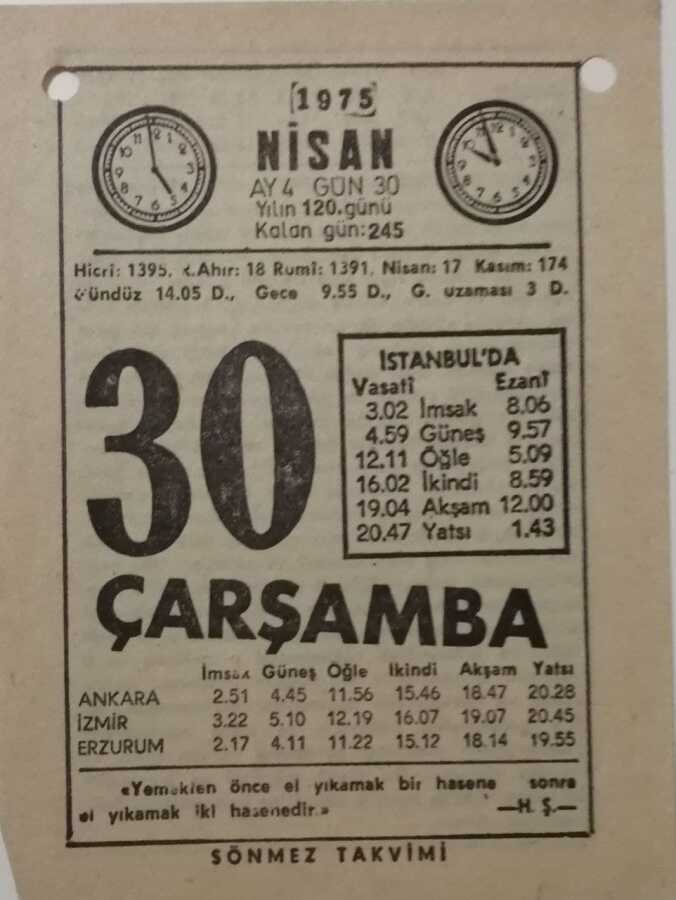 [1975]
NİSAN
AY 4 GÜN 30
Yılın 120. günü
Kalan gün: 245
Hicrî: 1395, .Ahır: 18 Rumî: 1391, Nisan: 17 Kasım: 174
Gündüz 14.05 D., Gece 9.55 D., G. uzaması 3 D.
30
İSTANBUL'DA
Vasatî Ezanî
3.02 İmsak 8.06
4.59 Güneş 9.57
12.11 Öğle 5.09
16.02 İkindi 8.59
19.04 Akşam 12.00
20.47 Yatsı 1.43
ÇARŞAMBA
İmsak Güneş Öğle İkindi Akşam Yatsı
ANKARA 2.51 4.45 11.56 15.46 18.47 20.28
İZMİR 3.22 5.10 12.19 16.07 19.07 20.45
ERZURUM 2.17 4.11 11.22 15.12 18.14 19.55
«Yemekten önce el yıkamak bir hasene sonra
el yıkamak iki hasenedir.»
—H. Ş.—
SÖNMEZ TAKVİMİ